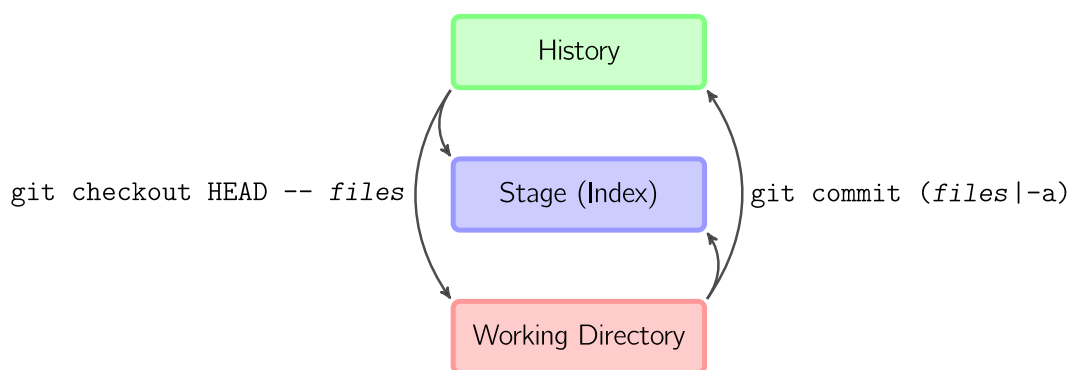 History
git checkout HEAD -- files
Stage (Index)
git commit (files|-a)
Working Directory